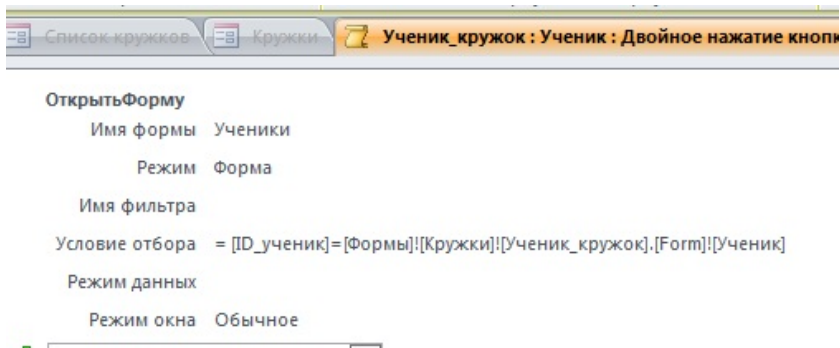 Список кружков Кружки Ученик_кружок : Ученик : Двойное нажатие кнопк
ОткрытьФорму
Имя формы Ученики
Режим Форма
Имя фильтра
Условие отбора = [ID_ученик]=[Формы]![Кружки]![Ученик_кружок].[Form]![Ученик]
Режим данных
Режим окна Обычное